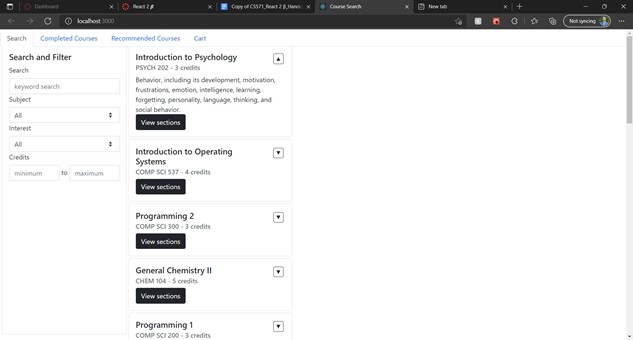 Dashboard
React 2 β
Copy of CS571_React 2 β_Hand
Course Search
New tab
localhost:3000
Not syncing
Search
Completed Courses
Recommended Courses
Cart
Search and Filter
Search
keyword search
Subject
All
Interest
All
Credits
minimum to maximum
Introduction to Psychology
PSYCH 202 - 3 credits
Behavior, including its development, motivation,
frustrations, emotion, intelligence, learning,
forgetting, personality, language, thinking, and
social behavior.
View sections
Introduction to Operating
Systems
COMP SCI 537 - 4 credits
View sections
Programming 2
COMP SCI 300 - 3 credits
View sections
General Chemistry II
CHEM 104 - 5 credits
View sections
Programming 1
COMP SCI 200 - 3 credits